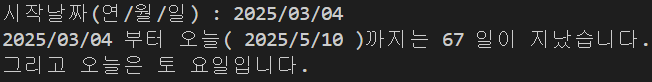 시작날짜(연/월/일) : 2025/03/04
2025/03/04 부터 오늘( 2025/5/10 )까지는 67 일이 지났습니다.
그리고 오늘은 토 요일입니다.